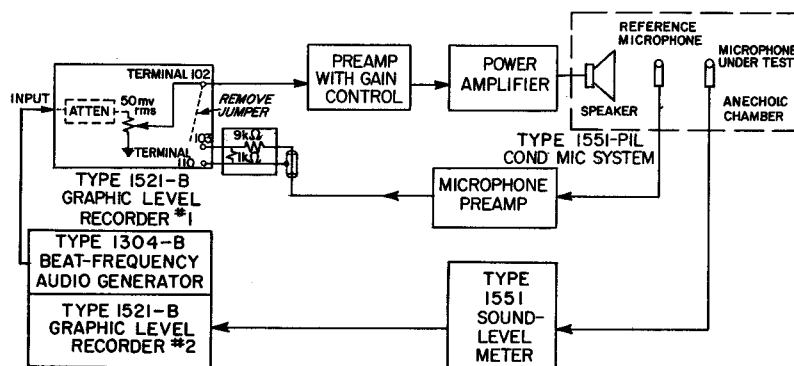 TERMINAL 102
INPUT
ATTEN
50mv
rms
REMOVE
JUMPER
103
9kΩ
TERMINAL
110
1kΩ
TYPE 1521-B
GRAPHIC LEVEL
RECORDER #1
PREAMP
WITH GAIN
CONTROL
POWER
AMPLIFIER
SPEAKER
REFERENCE
MICROPHONE
MICROPHONE
UNDER TEST
ANECHOIC
CHAMBER
TYPE 1551-PIL
COND MIC SYSTEM
MICROPHONE
PREAMP
TYPE 1304-B
BEAT-FREQUENCY
AUDIO GENERATOR
TYPE 1521-B
GRAPHIC LEVEL
RECORDER #2
TYPE
1551
SOUND-
LEVEL
METER